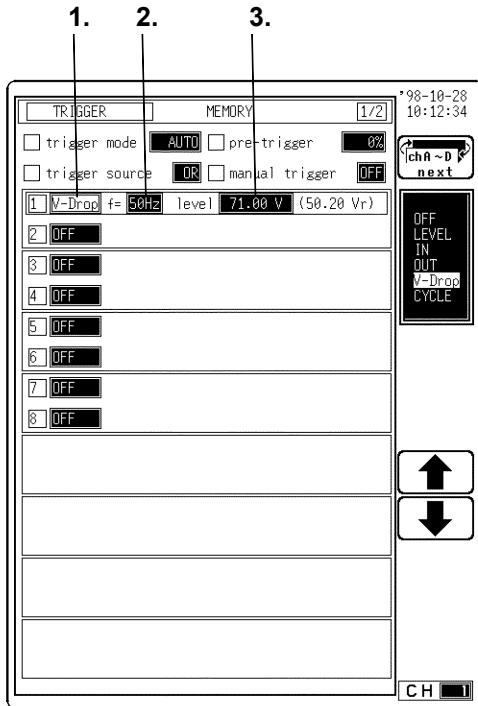 1. 2. 3.
'98-10-28
10:12:34
TRIGGER MEMORY 1/2
trigger mode AUTO pre-trigger 0%
trigger source OR manual trigger OFF
chA~D
next
1 V-Drop f= 50Hz level 71.00 V (50.20 Vr)
2 OFF
3 OFF
4 OFF
5 OFF
6 OFF
7 OFF
8 OFF
OFF
LEVEL
IN
OUT
V-Drop
CYCLE
CH 1